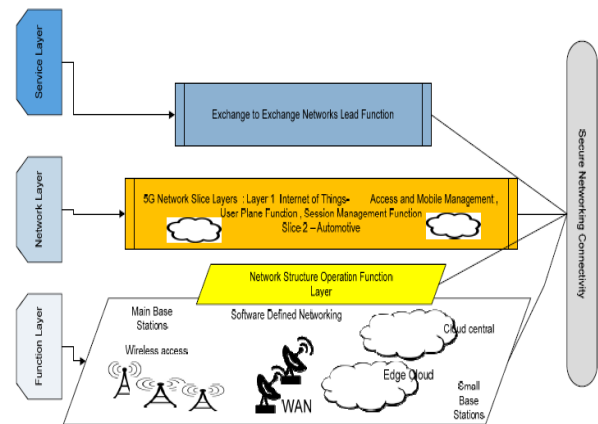 Service Layer
Exchange to Exchange Networks Lead Function
Network Layer
5G Network Slice Layers : Layer 1 Internet of Things- Access and Mobile Management ,
User Plane Function , Session Management Function
Slice 2 – Automotive
Secure Networking Connectivity
Network Structure Operation Function
Layer
Function Layer
Main Base
Stations
Software Defined Networking
Cloud central
Wireless access
Edge Cloud
WAN
Small
Base
Stations